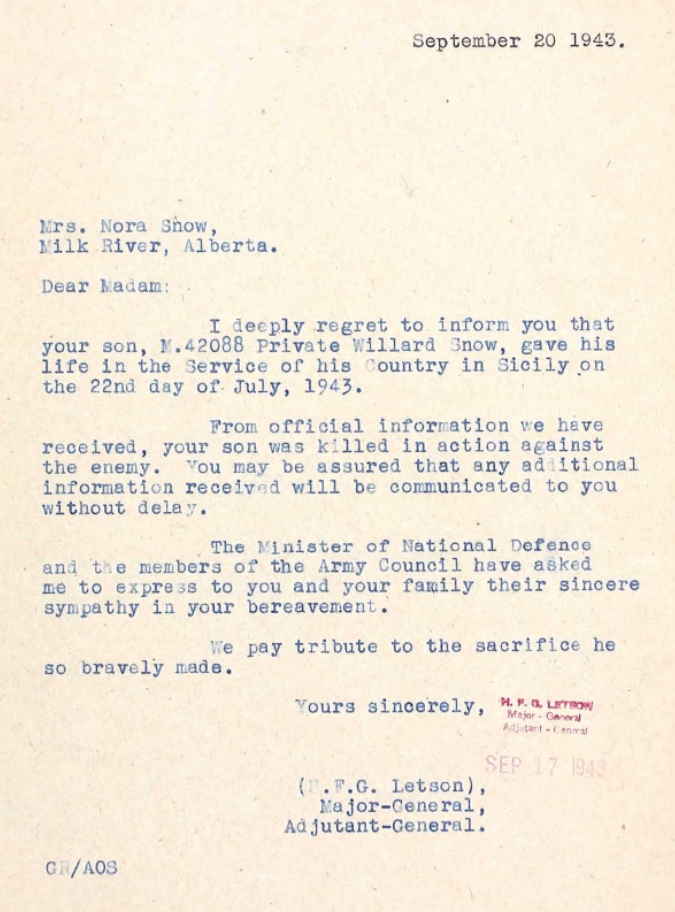 September 20 1943.
Mrs. Nora Snow,
Milk River, Alberta.
Dear Madam:
I deeply regret to inform you that
your son, M.42088 Private Willard Snow, gave his
life in the Service of his Country in Sicily on
the 22nd day of July, 1943.
From official information we have
received, your son was killed in action against
the enemy. You may be assured that any additional
information received will be communicated to you
without delay.
The Minister of National Defence
and the members of the Army Council have asked
me to express to you and your family their sincere
sympathy in your bereavement.
We pay tribute to the sacrifice he
so bravely made.
Yours sincerely,
H. F. G. LETSON
Major - General
Adjutant - General
SEP 17 1943
(H.F.G. Letson),
Major-General,
Adjutant-General.
GR/AOS